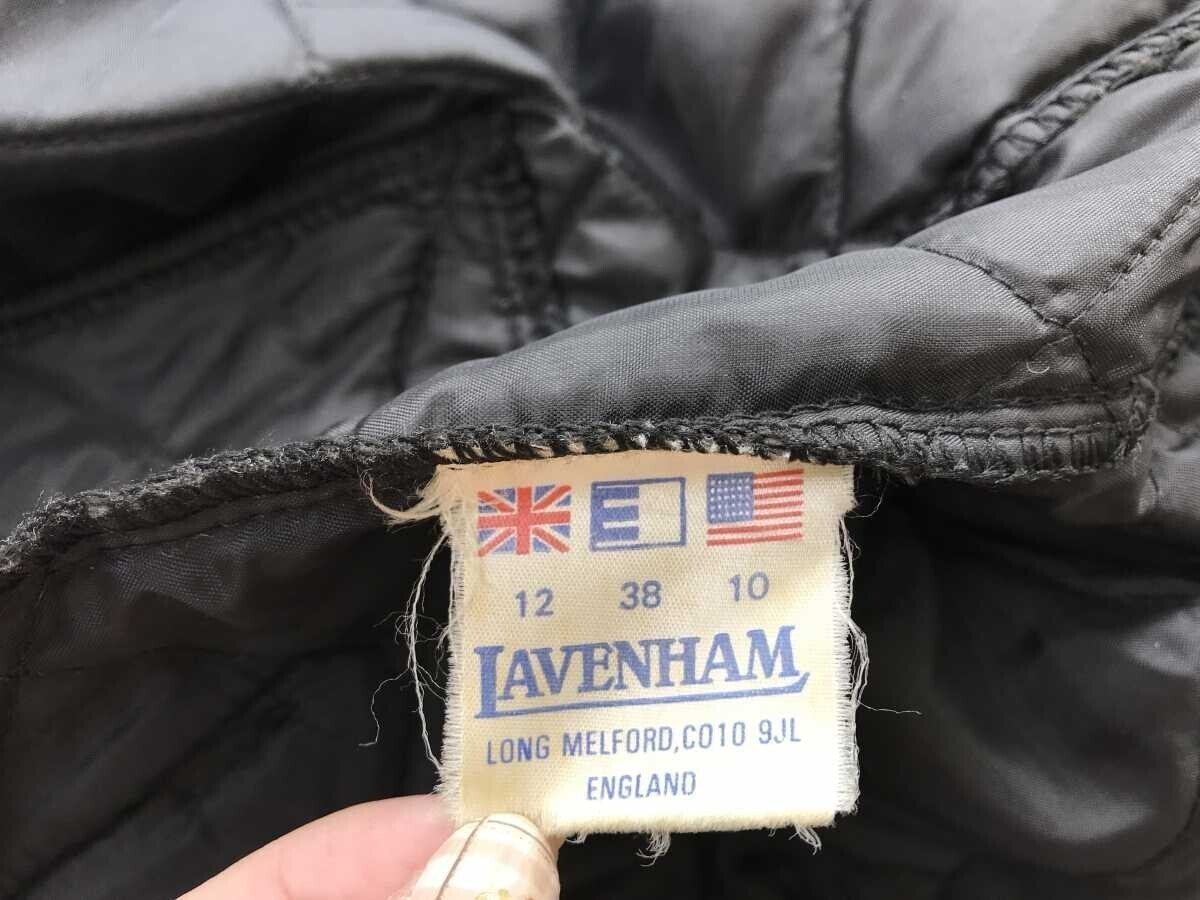 E
12 38 10
LAVENHAM
LONG MELFORD, CO10 9JL
ENGLAND